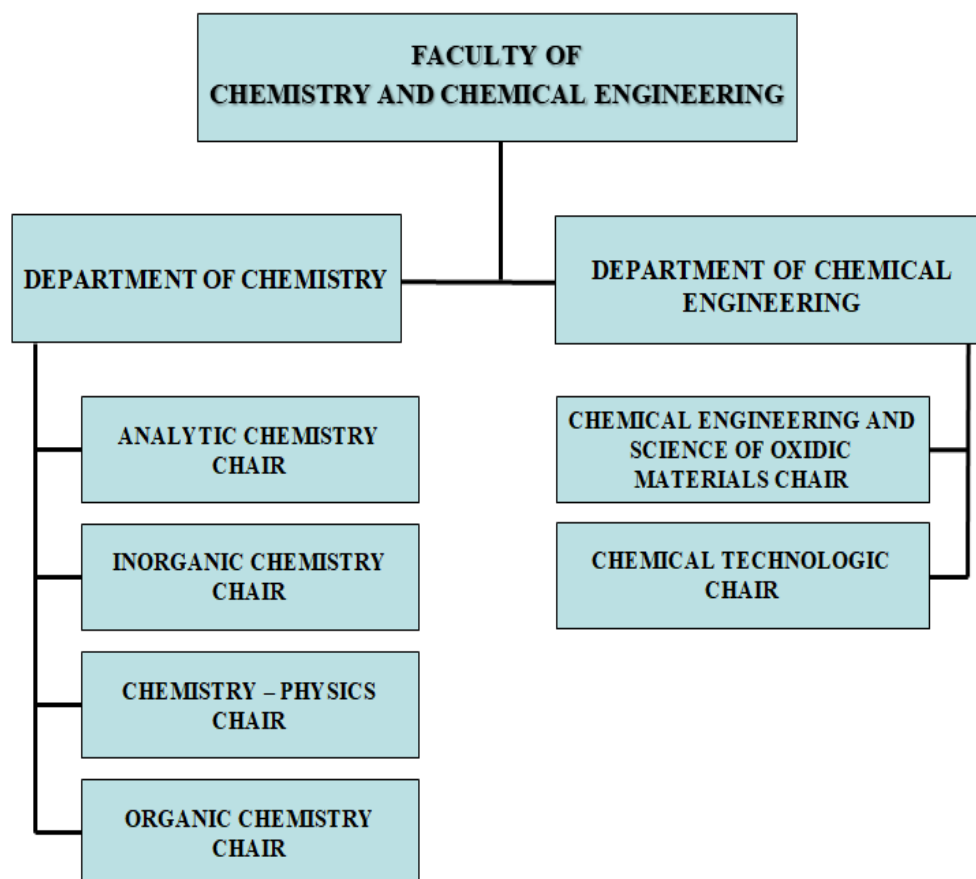 FACULTY OF
CHEMISTRY AND CHEMICAL ENGINEERING
DEPARTMENT OF CHEMISTRY
DEPARTMENT OF CHEMICAL
ENGINEERING
ANALYTIC CHEMISTRY
CHAIR
INORGANIC CHEMISTRY
CHAIR
CHEMISTRY – PHYSICS
CHAIR
ORGANIC CHEMISTRY
CHAIR
CHEMICAL ENGINEERING AND
SCIENCE OF OXIDIC
MATERIALS CHAIR
CHEMICAL TECHNOLOGIC
CHAIR